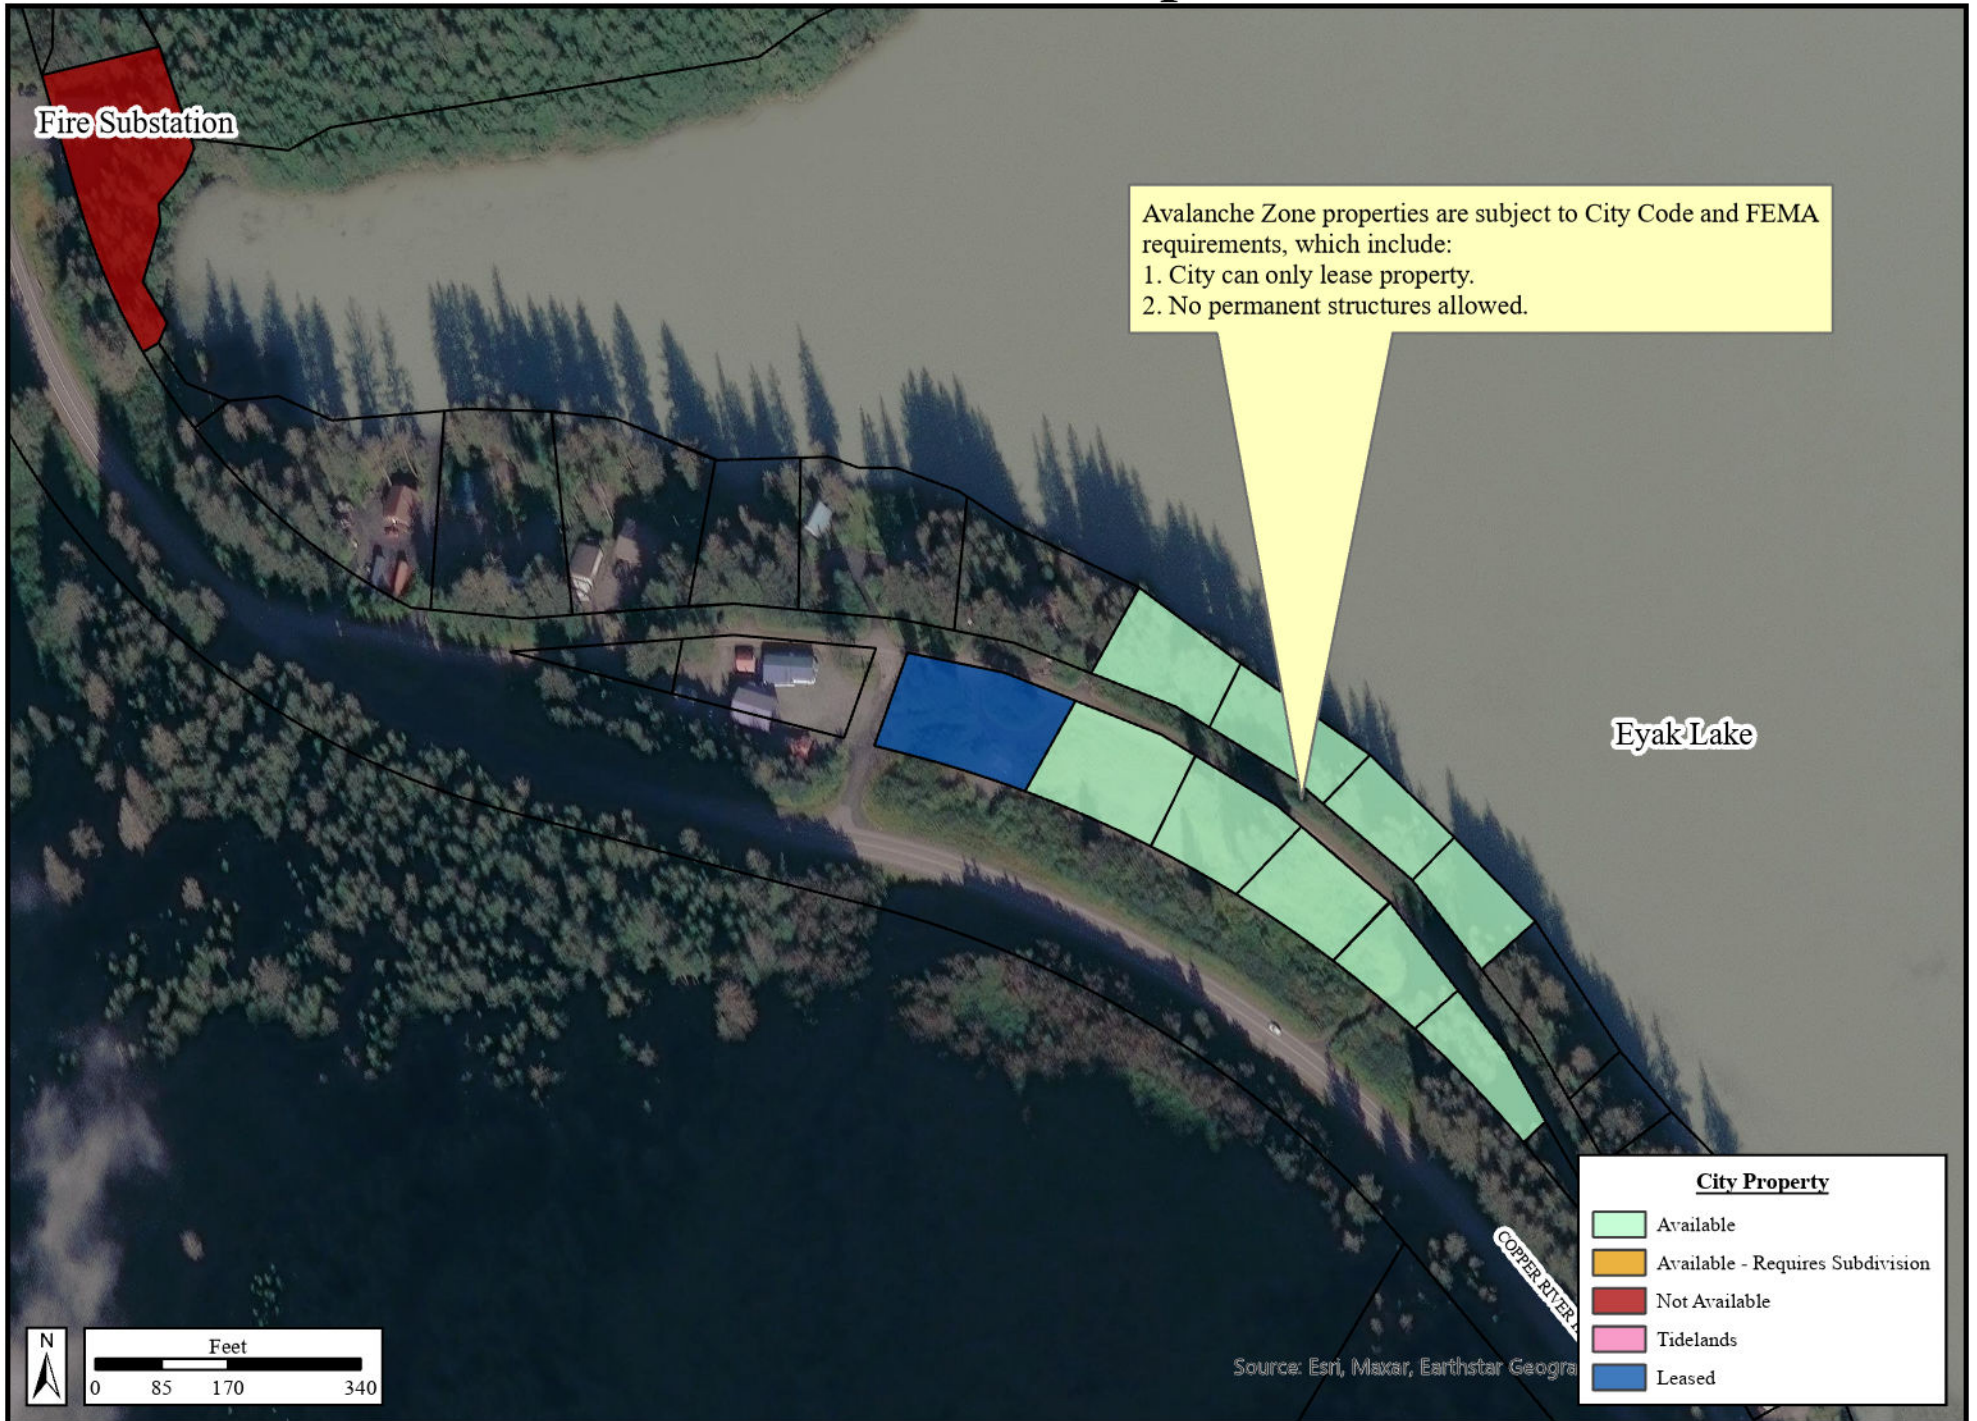 Fire Substation
Avalanche Zone properties are subject to City Code and FEMA
requirements, which include:
1. City can only lease property.
2. No permanent structures allowed.
Eyak Lake
COPPER RIVER
City Property
Available
Available - Requires Subdivision
Not Available
Tidelands
Leased
N
Feet
0 85 170 340
Source: Esri, Maxar, Earthstar Geogra